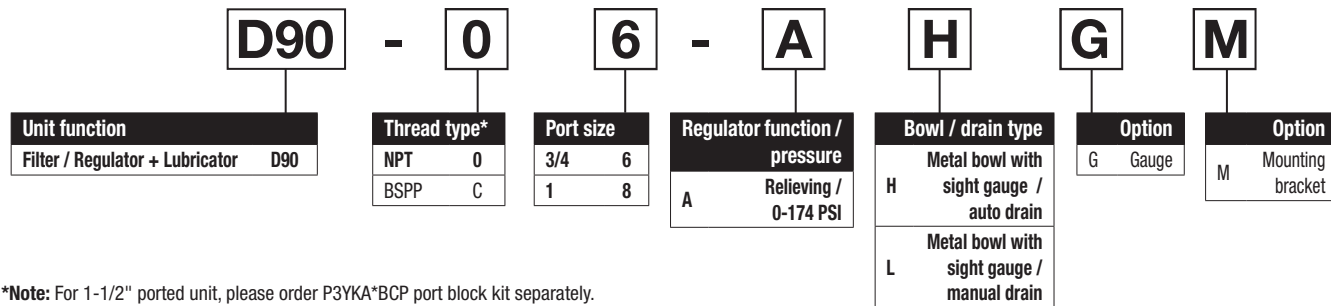 D90 - 0 6 - A H G M
Unit function
Filter / Regulator + Lubricator D90
Thread type*
NPT 0
BSPP C
Port size
3/4 6
1 8
Regulator function /
pressure
A Relieving /
0-174 PSI
Bowl / drain type
H Metal bowl with
sight gauge /
auto drain
L Metal bowl with
sight gauge /
manual drain
Option
G Gauge
Option
M Mounting
bracket
*Note: For 1-1/2" ported unit, please order P3YKA*BCP port block kit separately.